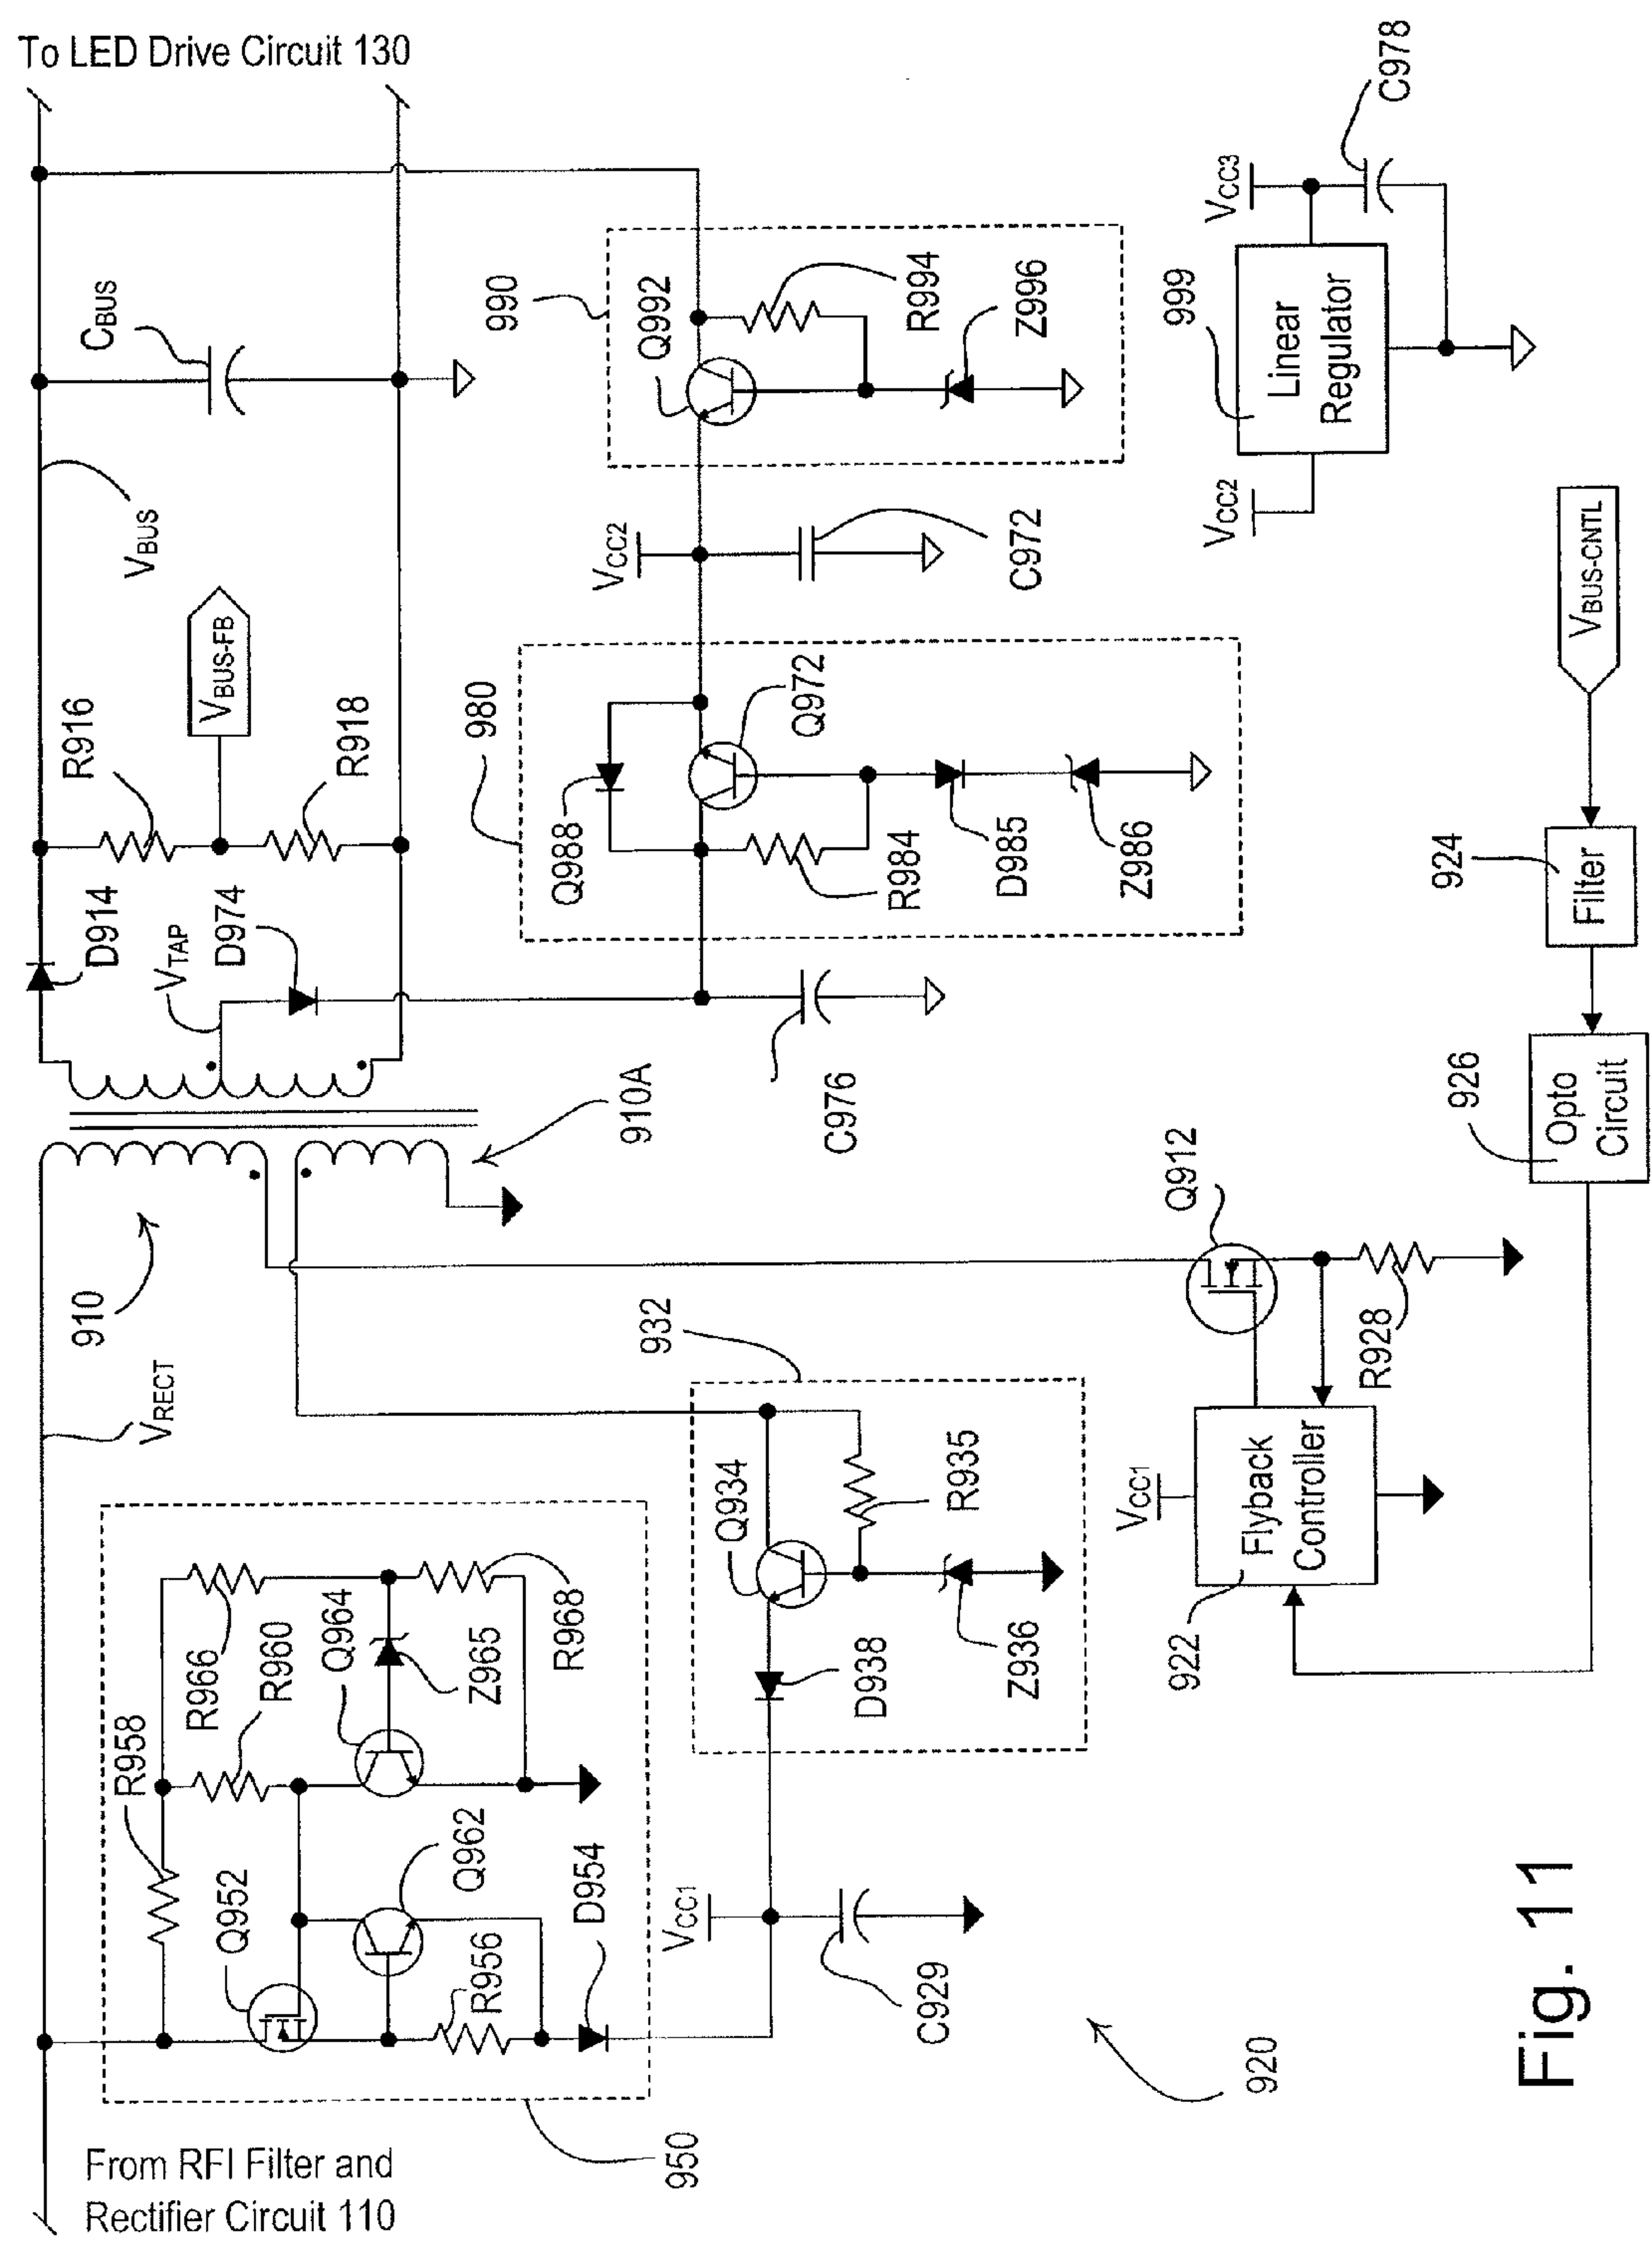 To LED Drive Circuit 130
CBUS
VBUS
VBUS-FB
R916
R918
D914
VTAP
D974
990
Q992
R994
Z996
VCC2
C972
980
Q988
Q972
R984
D985
Z986
C976
910A
910
VRECT
VCC3
C978
999
Linear
Regulator
VCC2
VBUS-CNTL
924
Filter
926
Opto
Circuit
Q912
R928
932
Q934
R935
D938
Z936
VCC1
Flyback
Controller
922
R958
R966
R960
Q964
Z965
R968
Q952
Q962
R956
D954
950
VCC1
C929
920
From RFI Filter and
Rectifier Circuit 110
Fig. 11